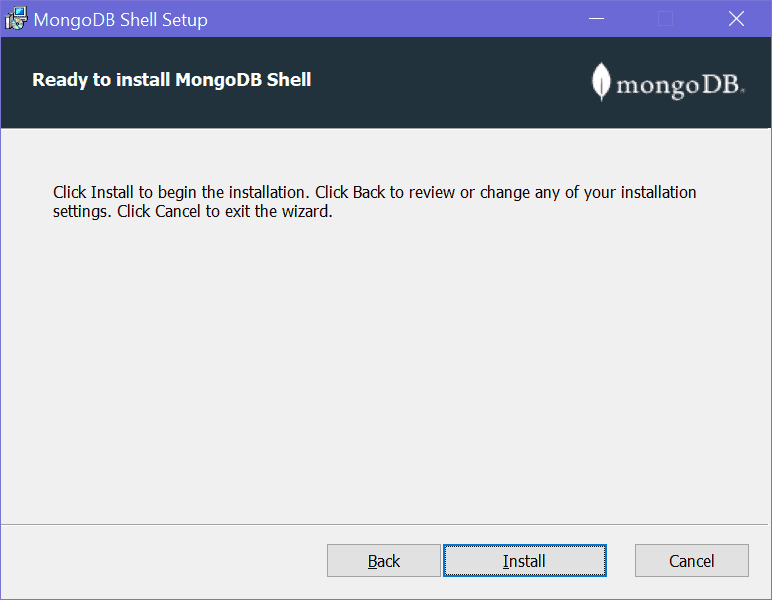 MongoDB Shell Setup
Ready to install MongoDB Shell
mongoDB®
Click Install to begin the installation. Click Back to review or change any of your installation
settings. Click Cancel to exit the wizard.
Back
Install
Cancel